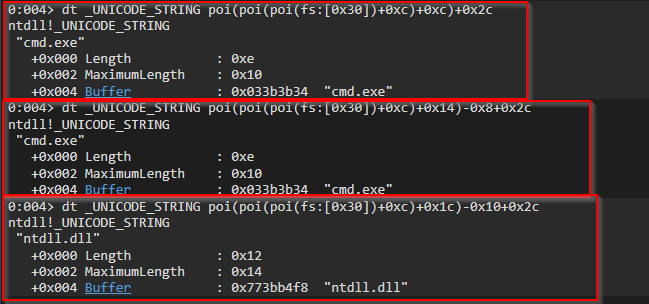 0:004> dt _UNICODE_STRING poi(poi(poi(fs:[0x30])+0xc)+0xc)+0x2c
ntdll!_UNICODE_STRING
"cmd.exe"
+0x000 Length : 0xe
+0x002 MaximumLength : 0x10
+0x004 Buffer : 0x033b3b34 "cmd.exe"
0:004> dt _UNICODE_STRING poi(poi(poi(fs:[0x30])+0xc)+0x14)-0x8+0x2c
ntdll!_UNICODE_STRING
"cmd.exe"
+0x000 Length : 0xe
+0x002 MaximumLength : 0x10
+0x004 Buffer : 0x033b3b34 "cmd.exe"
0:004> dt _UNICODE_STRING poi(poi(poi(fs:[0x30])+0xc)+0x1c)-0x10+0x2c
ntdll!_UNICODE_STRING
"ntdll.dll"
+0x000 Length : 0x12
+0x002 MaximumLength : 0x14
+0x004 Buffer : 0x773bb4f8 "ntdll.dll"